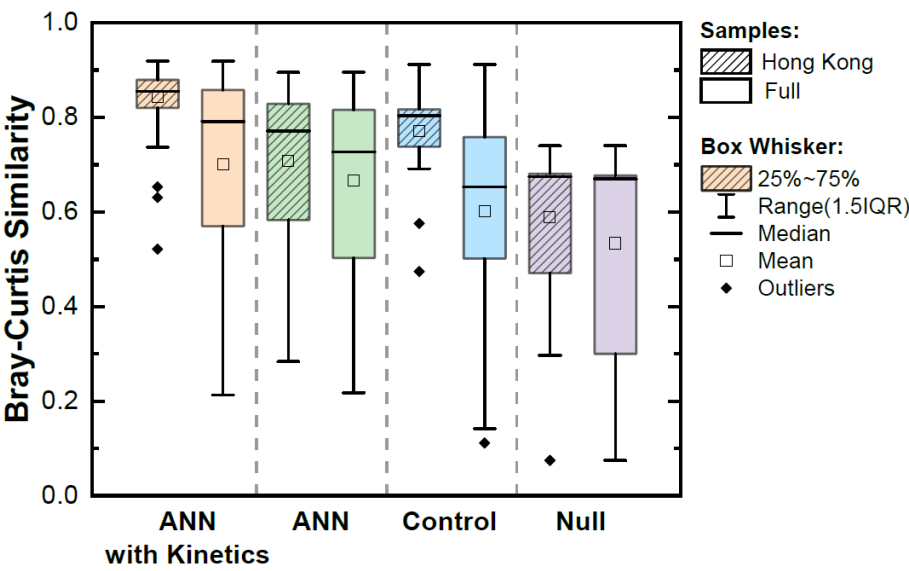 Bray-Curtis Similarity
1.0
0.8
0.6
0.4
0.2
0.0
ANN
with Kinetics
ANN
Control
Null
Samples:
Hong Kong
Full
Box Whisker:
25%~75%
Range(1.5IQR)
Median
Mean
Outliers